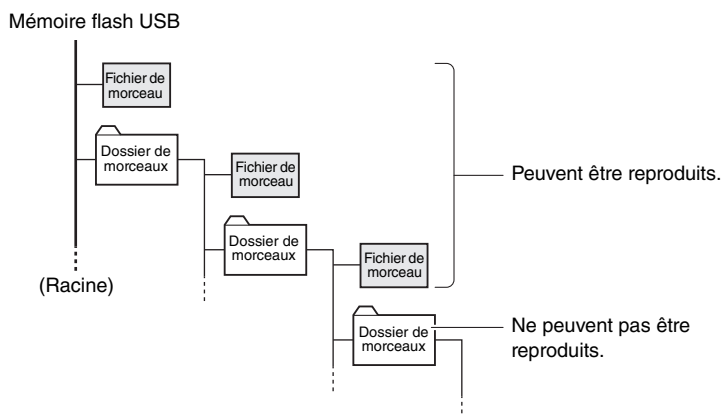 Mémoire flash USB
Fichier de
morceau
Dossier de
morceaux
Fichier de
morceau
Peuvent être reproduits.
Dossier de
morceaux
Fichier de
morceau
(Racine)
Dossier de
morceaux
Ne peuvent pas être
reproduits.